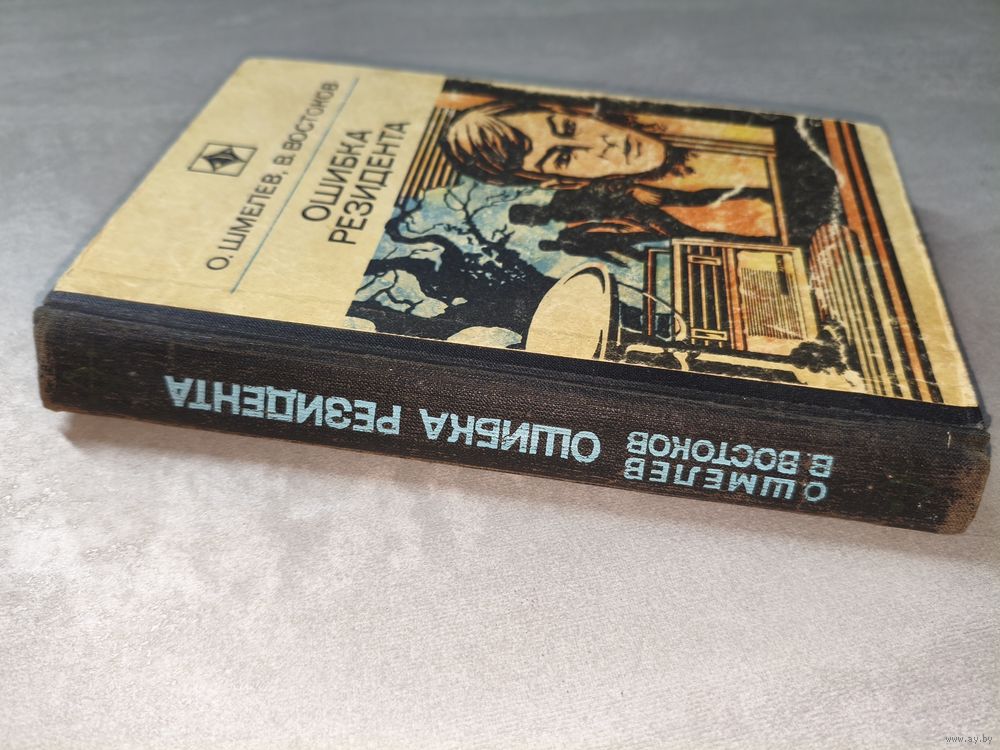 О. ШМЕЛЕВ, В. ВОСТОКОВ
ОШИБКА
РЕЗИДЕНТА
О. ШМЕЛЕВ
В. ВОСТОКОВ
ОШИБКА РЕЗИДЕНТА
www.ay.by